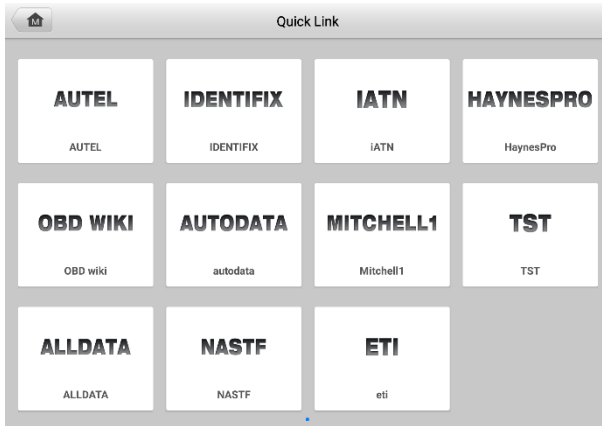 M
Quick Link
AUTEL
AUTEL
IDENTIFIX
IDENTIFIX
IATN
iATN
HAYNESPRO
HaynesPro
OBD WIKI
OBD wiki
AUTODATA
autodata
MITCHELL1
Mitchell1
TST
TST
ALLDATA
ALLDATA
NASTF
NASTF
ETI
eti